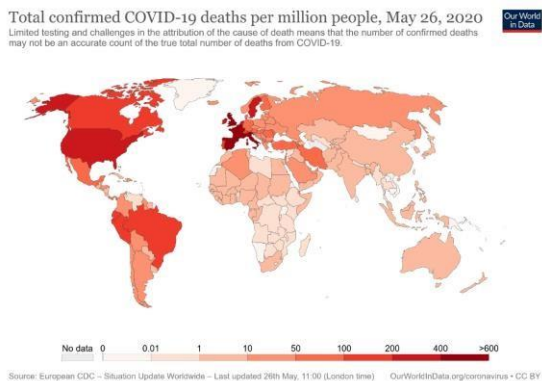 Total confirmed COVID-19 deaths per million people, May 26, 2020
Our World
in Data
Limited testing and challenges in the attribution of the cause of death means that the number of confirmed deaths
may not be an accurate count of the true total number of deaths from COVID-19.
No data 0 0.01 1 10 50 100 200 400 >600
Source: European CDC – Situation Update Worldwide – Last updated 26th May, 11:00 (London time) OurWorldInData.org/coronavirus • CC BY